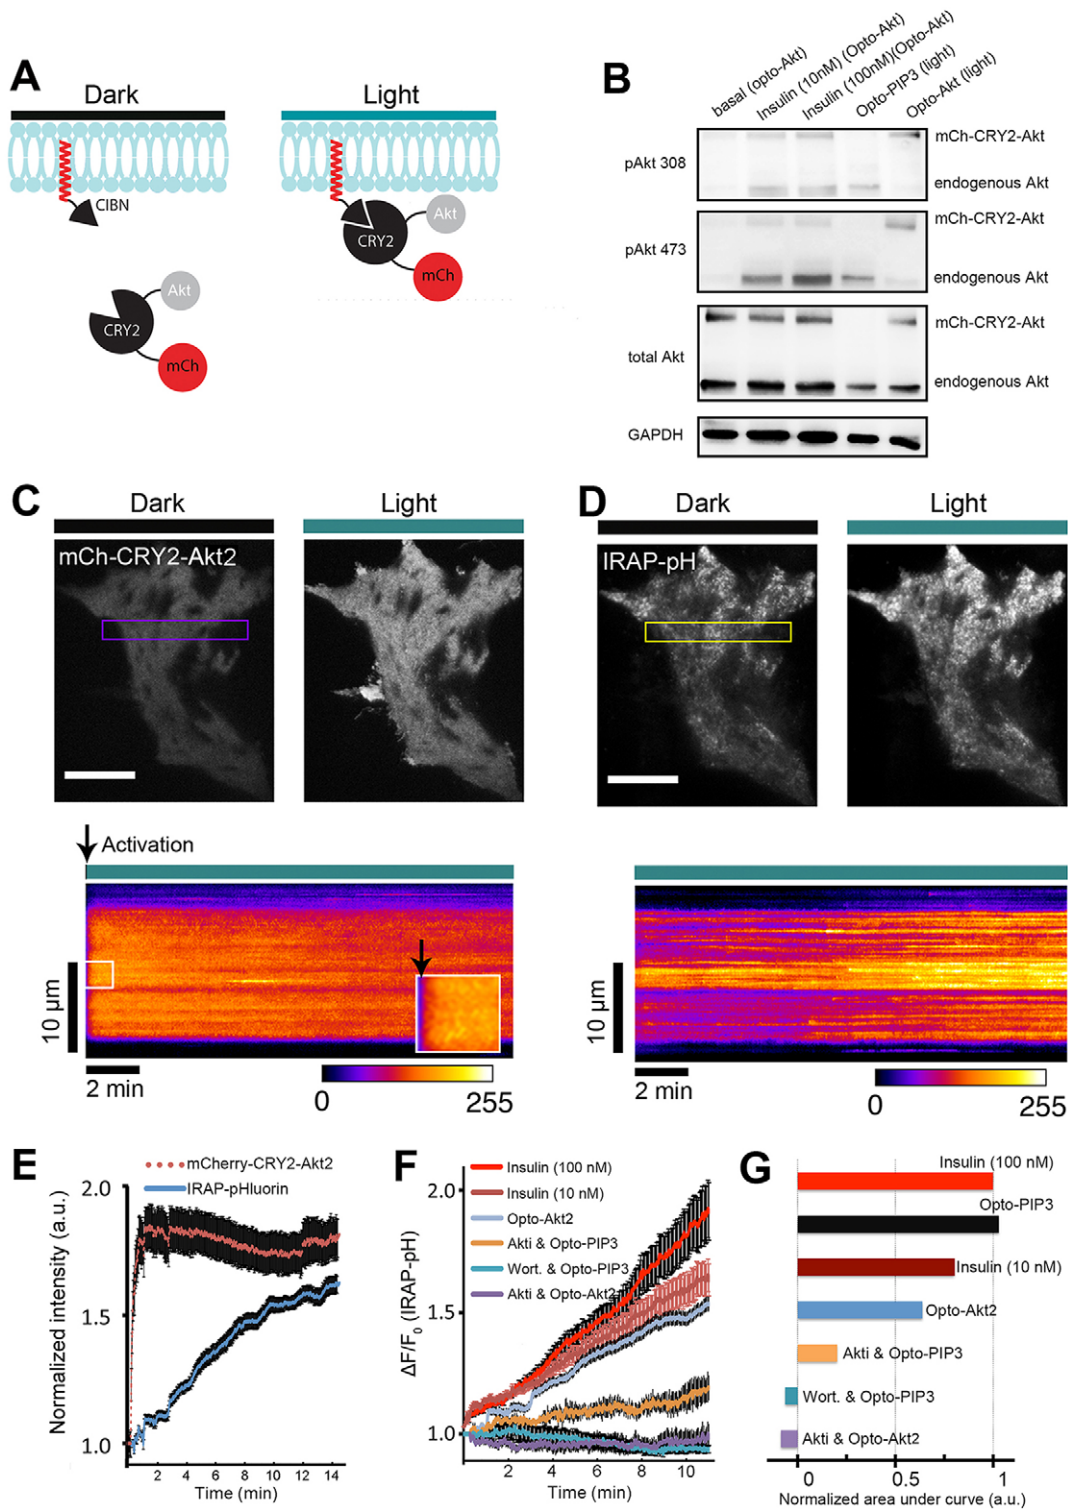 A
Dark
Light
CIBN
CRY2
Akt
mCh
CRY2
Akt
mCh
B
basal (opto-Akt)
Insulin (10nM) (Opto-Akt)
Insulin (100nM)(Opto-Akt)
Opto-PIP3 (light)
Opto-Akt (light)
pAkt 308
mCh-CRY2-Akt
endogenous Akt
pAkt 473
mCh-CRY2-Akt
endogenous Akt
total Akt
mCh-CRY2-Akt
endogenous Akt
GAPDH
C
Dark
Light
mCh-CRY2-Akt2
Activation
10 µm
2 min
0
255
D
Dark
Light
IRAP-pH
10 µm
2 min
0
255
E
mCherry-CRY2-Akt2
IRAP-pHluorin
Normalized intensity (a.u.)
2.0
1.5
1.0
2 4 6 8 10 12 14
Time (min)
F
Insulin (100 nM)
Insulin (10 nM)
Opto-Akt2
Akti & Opto-PIP3
Wort. & Opto-PIP3
Akti & Opto-Akt2
ΔF/F0 (IRAP-pH)
2.0
1.5
1.0
2 4 6 8 10
Time (min)
G
Insulin (100 nM)
Opto-PIP3
Insulin (10 nM)
Opto-Akt2
Akti & Opto-PIP3
Wort. & Opto-PIP3
Akti & Opto-Akt2
0 0.5 1
Normalized area under curve (a.u.)